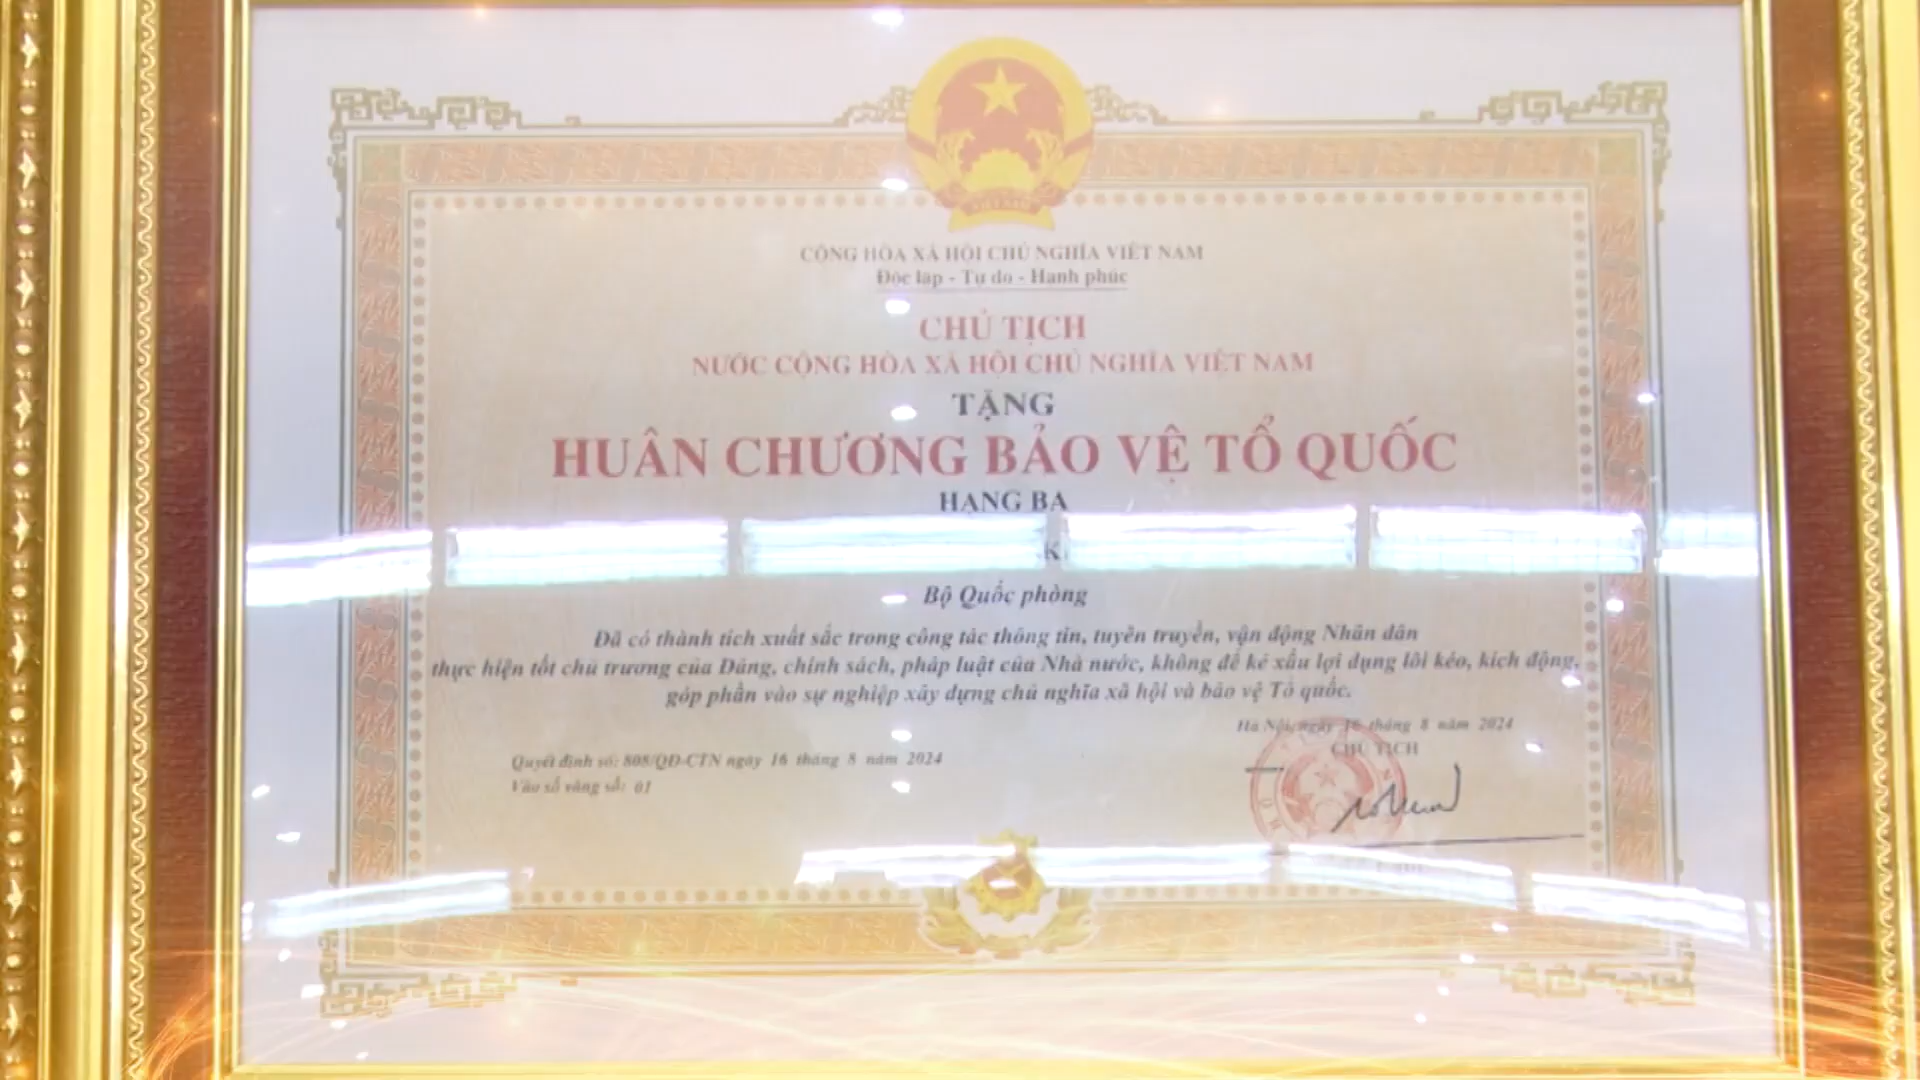 CỘNG HÒA XÃ HỘI CHỦ NGHĨA VIỆT NAM
Độc lập - Tự do - Hạnh phúc
CHỦ TỊCH
NƯỚC CỘNG HÒA XÃ HỘI CHỦ NGHĨA VIỆT NAM
TẶNG
HUÂN CHƯƠNG BẢO VỆ TỔ QUỐC
HẠNG BA
Bộ Quốc phòng
Đã có thành tích xuất sắc trong công tác thông tin, tuyên truyền, vận động Nhân dân
thực hiện tốt chủ trương của Đảng, chính sách, pháp luật của Nhà nước, không để kẻ xấu lợi dụng lôi kéo, kích động,
góp phần vào sự nghiệp xây dựng chủ nghĩa xã hội và bảo vệ Tổ quốc.
Hà Nội, ngày 16 tháng 8 năm 2024
CHỦ TỊCH
Quyết định số: 808/QĐ-CTN ngày 16 tháng 8 năm 2024
Vào sổ vàng số: 01